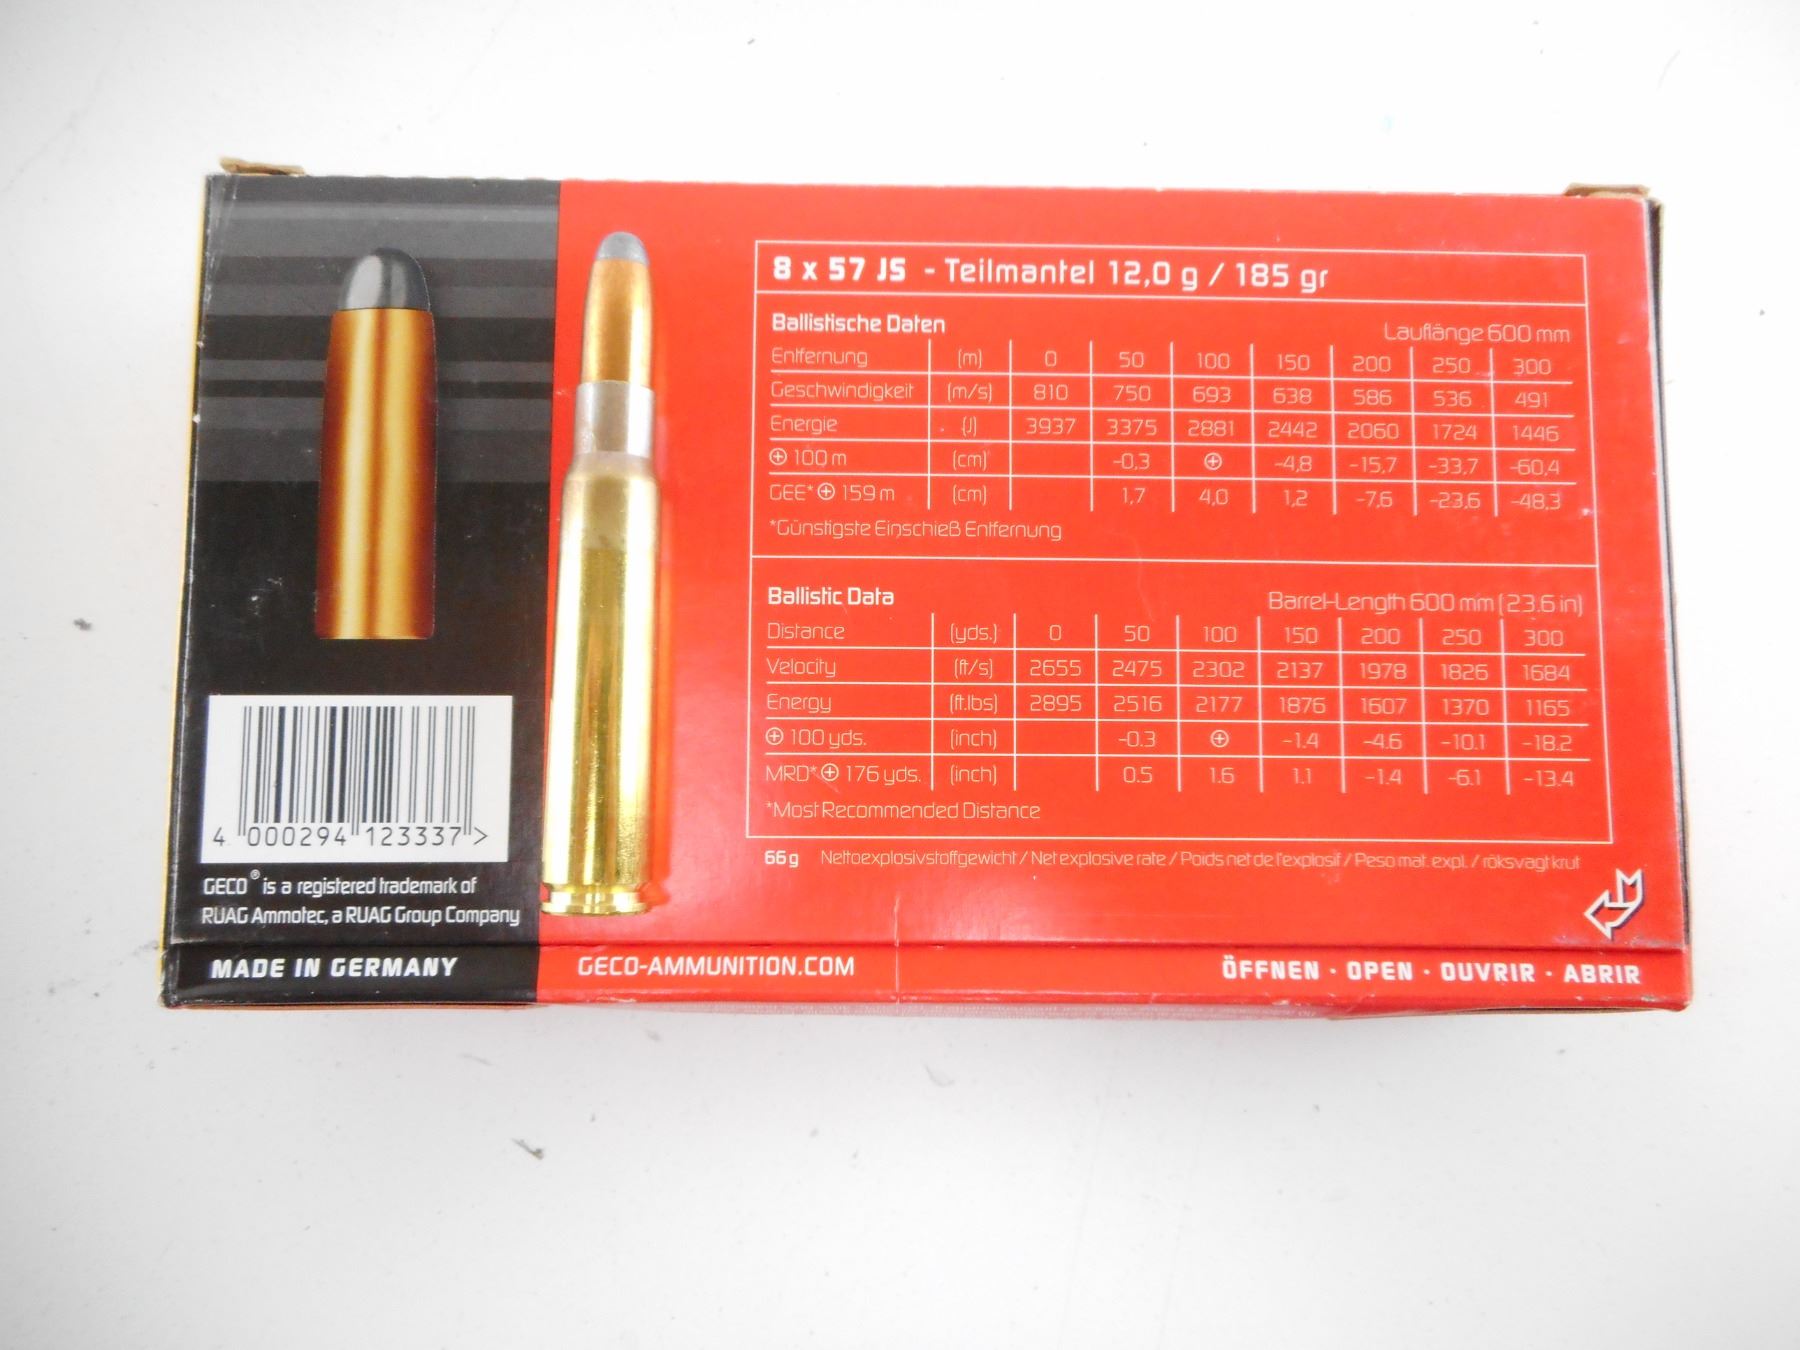 8 x 57 JS - Teilmantel 12,0 g / 185 gr
Ballistische Daten Lauflänge 600 mm
Entfernung (m) 0 50 100 150 200 250 300
Geschwindigkeit (m/s) 810 750 693 638 586 536 491
Energie (J) 3937 3375 2881 2442 2060 1724 1446
⊕ 100 m (cm) -0,3 ⊕ -4,8 -15,7 -33,7 -60,4
GEE* ⊕ 159 m (cm) 1,7 4,0 1,2 -7,6 -23,6 -48,3
*Günstigste Einschieß Entfernung
Ballistic Data Barrel-Length 600 mm (23.6 in)
Distance (yds.) 0 50 100 150 200 250 300
Velocity (ft/s) 2655 2475 2302 2137 1978 1826 1684
Energy (ft.lbs) 2895 2516 2177 1876 1607 1370 1165
⊕ 100 yds. (inch) -0.3 ⊕ -1.4 -4.6 -10.1 -18.2
MRD* ⊕ 176 yds. (inch) 0.5 1.6 1.1 -1.4 -6.1 -13.4
*Most Recommended Distance
66 g Nettoexplosivstoffgewicht / Net explosive rate / Poids net de l'explosif / Peso mat. expl. / röksvagt krut
4 000294 123337 >
GECO® is a registered trademark of
RUAG Ammotec, a RUAG Group Company
MADE IN GERMANY
GECO-AMMUNITION.COM
ÖFFNEN · OPEN · OUVRIR · ABRIR